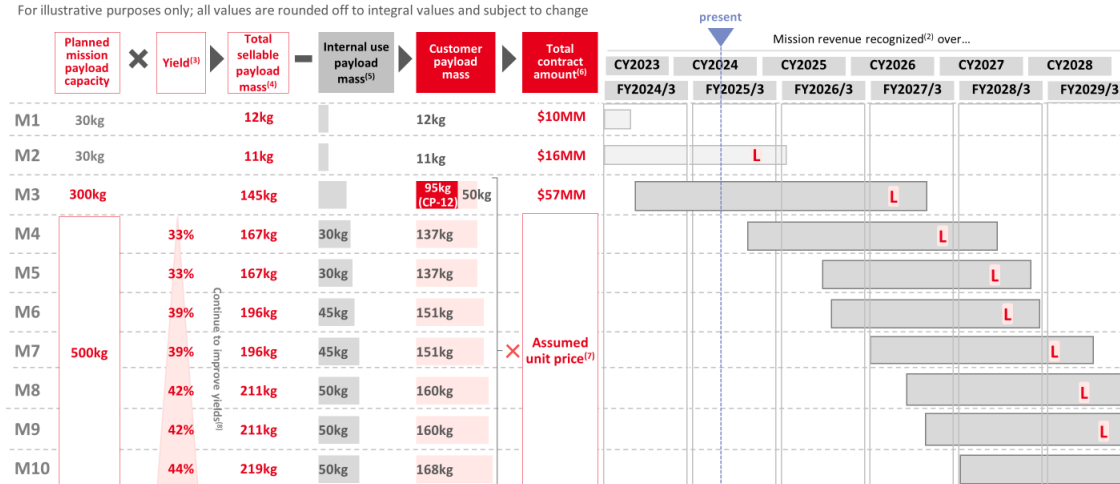 For illustrative purposes only; all values are rounded off to integral values and subject to change
present
Mission revenue recognized(2) over…
Planned mission payload capacity
Yield(3)
Total sellable payload mass(4)
Internal use payload mass(5)
Customer payload mass
Total contract amount(6)
CY2023 CY2024 CY2025 CY2026 CY2027 CY2028
FY2024/3 FY2025/3 FY2026/3 FY2027/3 FY2028/3 FY2029/3
M1 30kg 12kg 12kg $10MM
M2 30kg 11kg 11kg $16MM L
M3 300kg 145kg 95kg (CP-12) 50kg $57MM L
M4 33% 167kg 30kg 137kg L
M5 33% 167kg 30kg 137kg L
M6 39% 196kg 45kg 151kg L
M7 500kg 39% 196kg 45kg 151kg Assumed unit price(7) L
M8 42% 211kg 50kg 160kg L
M9 42% 211kg 50kg 160kg L
M10 44% 219kg 50kg 168kg
Continue to improve yields(8)